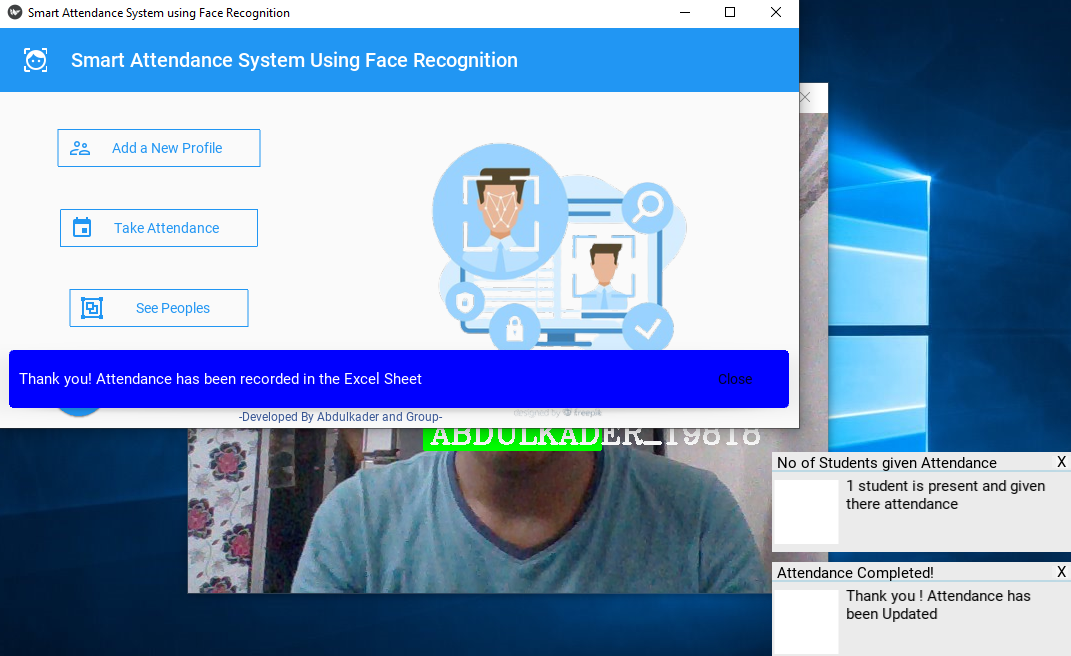 Smart Attendance System using Face Recognition
Smart Attendance System Using Face Recognition
Add a New Profile
Take Attendance
See Peoples
Thank you! Attendance has been recorded in the Excel Sheet
Close
designed by freepik
-Developed By Abdulkader and Group-
ABDULKADER_19818
No of Students given Attendance
X
1 student is present and given
there attendance
Attendance Completed!
X
Thank you ! Attendance has
been Updated